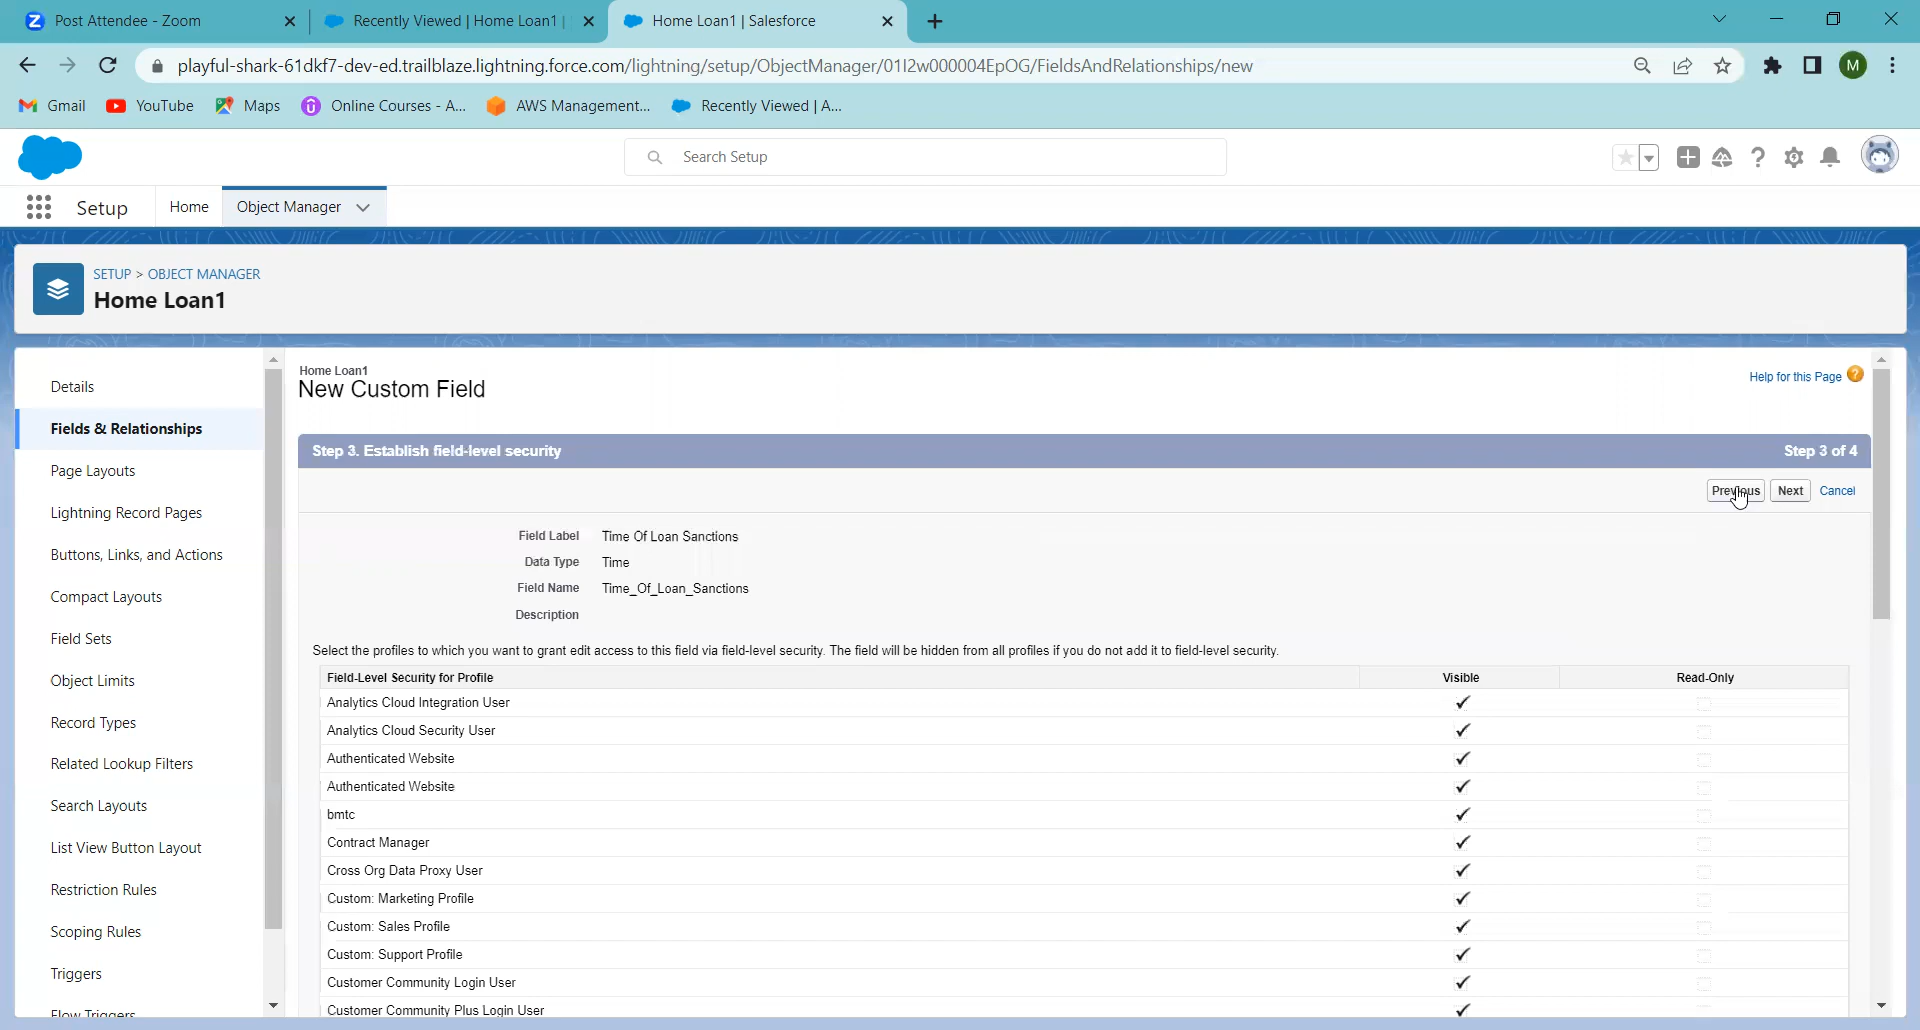 Post Attendee - Zoom
Recently Viewed | Home Loan1 |
Home Loan1 | Salesforce
playful-shark-61dkf7-dev-ed.trailblaze.lightning.force.com/lightning/setup/ObjectManager/01I2w000004EpOG/FieldsAndRelationships/new
M
Gmail
YouTube
Maps
Online Courses - A...
AWS Management...
Recently Viewed | A...
Search Setup
Setup
Home
Object Manager
SETUP > OBJECT MANAGER
Home Loan1
Details
Fields & Relationships
Page Layouts
Lightning Record Pages
Buttons, Links, and Actions
Compact Layouts
Field Sets
Object Limits
Record Types
Related Lookup Filters
Search Layouts
List View Button Layout
Restriction Rules
Scoping Rules
Triggers
Flow Triggers
Home Loan1
New Custom Field
Help for this Page
Step 3. Establish field-level security
Step 3 of 4
Previous
Next
Cancel
Field Label Time Of Loan Sanctions
Data Type Time
Field Name Time_Of_Loan_Sanctions
Description
Select the profiles to which you want to grant edit access to this field via field-level security. The field will be hidden from all profiles if you do not add it to field-level security.
Field-Level Security for Profile Visible Read-Only
Analytics Cloud Integration User
Analytics Cloud Security User
Authenticated Website
Authenticated Website
bmtc
Contract Manager
Cross Org Data Proxy User
Custom: Marketing Profile
Custom: Sales Profile
Custom: Support Profile
Customer Community Login User
Customer Community Plus Login User